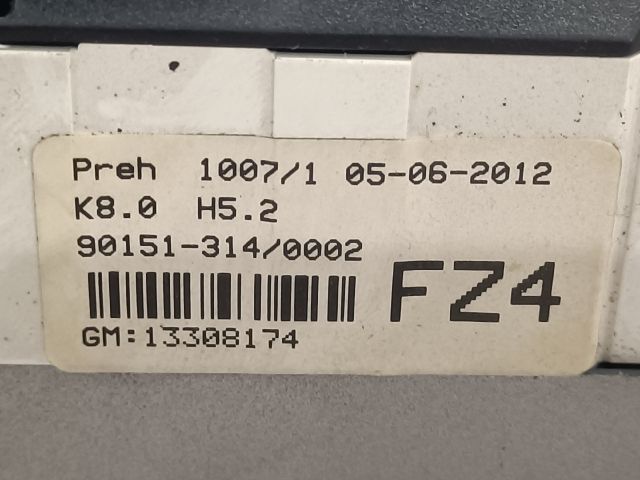 Preh 1007/1 05-06-2012
K8.0 H5.2
90151-314/0002
FZ4
GM:13308174